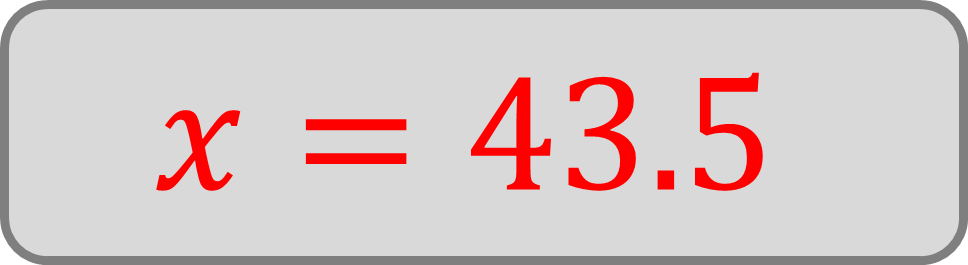 x = 43.5